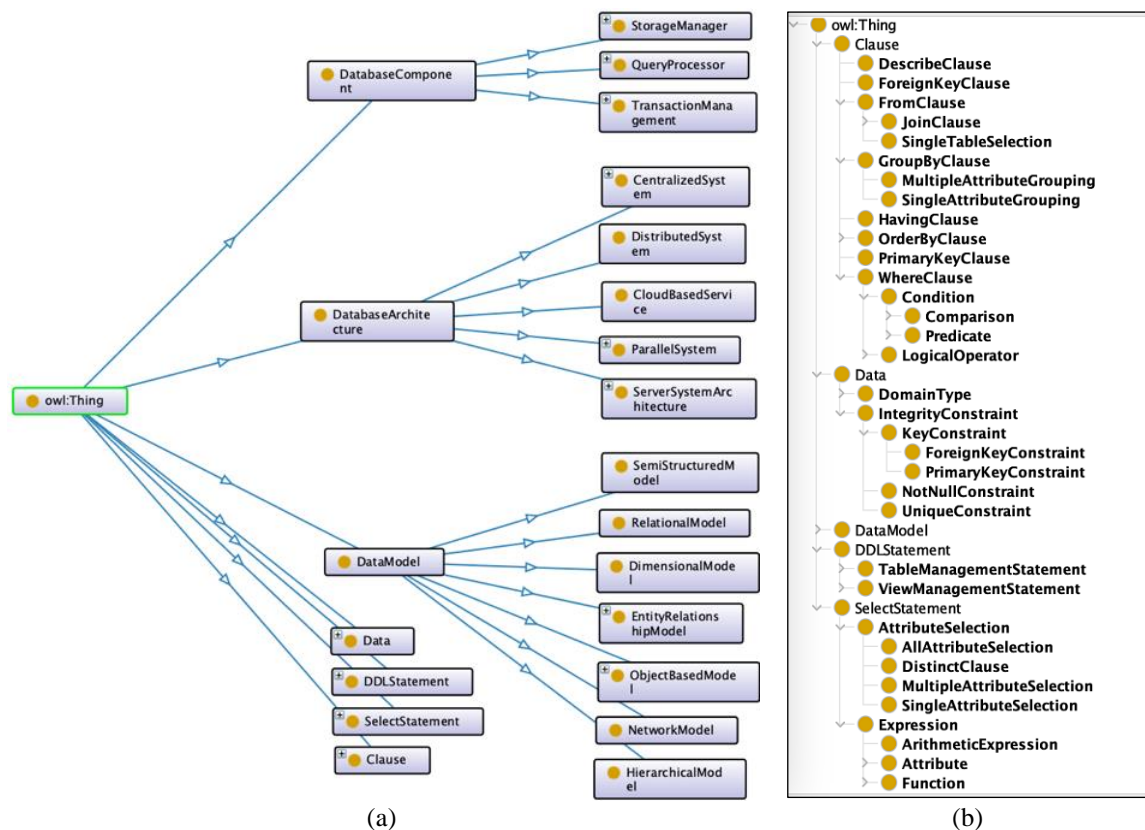 StorageManager
QueryProcessor
TransactionMana
gement
DatabaseCompon
ent
CentralizedSyst
em
DistributedSyst
em
CloudBasedServi
ce
ParallelSystem
ServerSystemArc
hitecture
DatabaseArchite
cture
owl:Thing
SemiStructuredM
odel
RelationalModel
DimensionalMode
l
EntityRelations
hipModel
ObjectBasedMode
l
NetworkModel
HierarchicalMod
el
DataModel
Data
DDLStatement
SelectStatement
Clause
(a)
owl:Thing
Clause
DescribeClause
ForeignKeyClause
FromClause
JoinClause
SingleTableSelection
GroupByClause
MultipleAttributeGrouping
SingleAttributeGrouping
HavingClause
OrderByClause
PrimaryKeyClause
WhereClause
Condition
Comparison
Predicate
LogicalOperator
Data
DomainType
IntegrityConstraint
KeyConstraint
ForeignKeyConstraint
PrimaryKeyConstraint
NotNullConstraint
UniqueConstraint
DataModel
DDLStatement
TableManagementStatement
ViewManagementStatement
SelectStatement
AttributeSelection
AllAttributeSelection
DistinctClause
MultipleAttributeSelection
SingleAttributeSelection
Expression
ArithmeticExpression
Attribute
Function
(b)